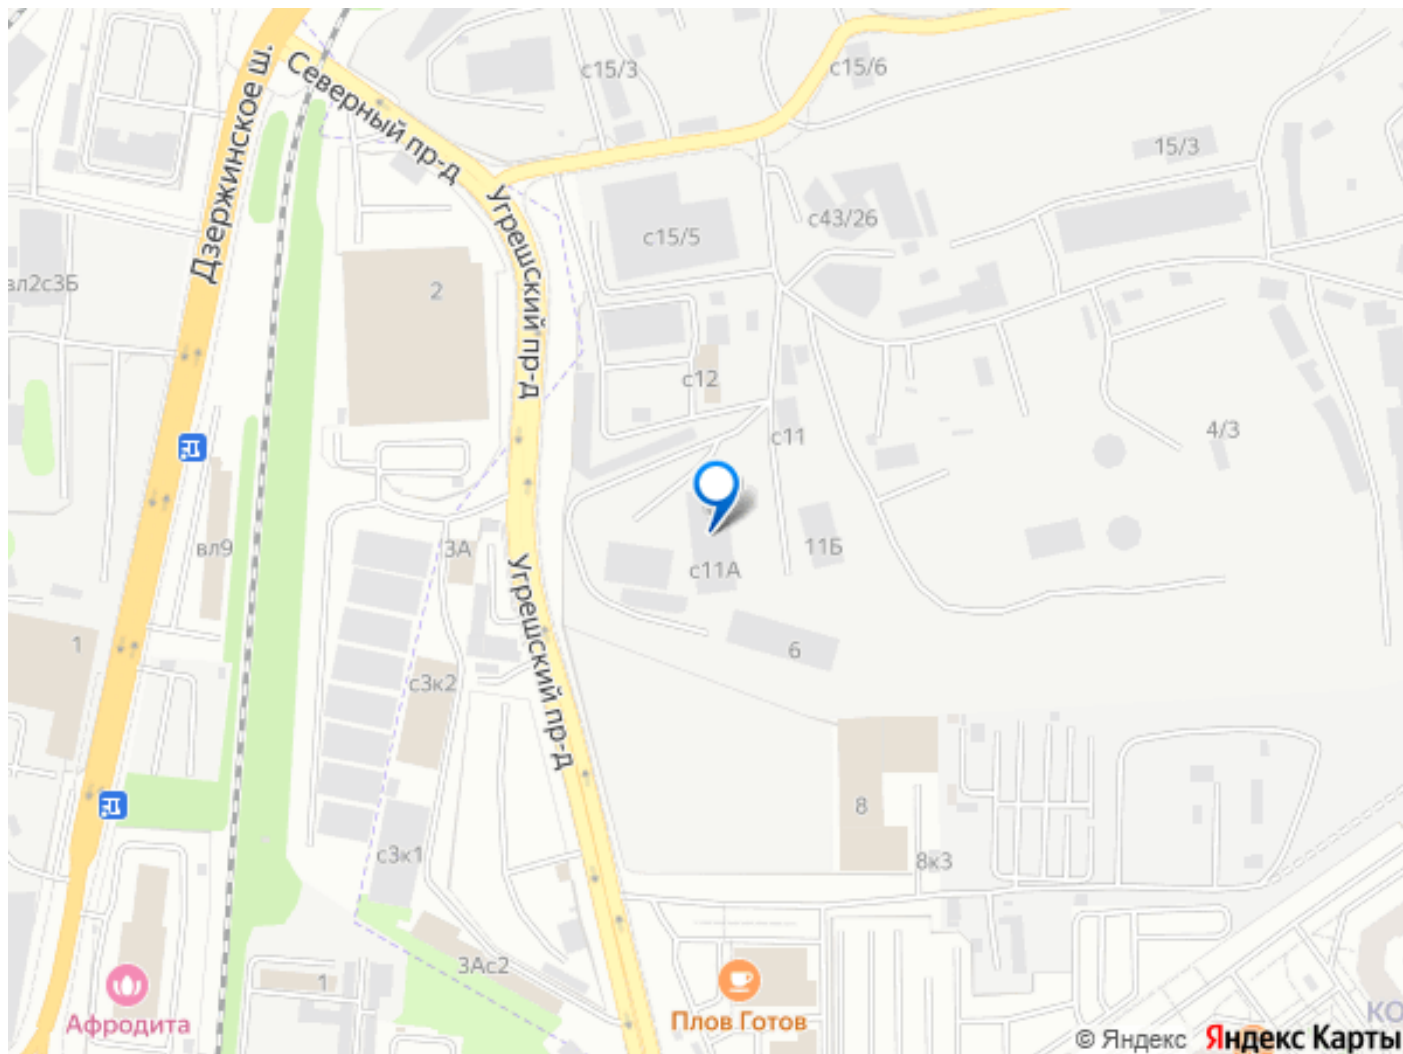 с15/3
с15/6
Северный пр-д
Дзержинское ш.
15/3
Угрешский пр-д
с43/26
с15/5
вл2с3Б
2
с12
с11
4/3
вл9
3А
11Б
с11А
Угрешский пр-д
1
6
с3к2
8
с3к1
8к3
3Ас2
1
Афродита
Плов Готов
КО
© Яндекс Яндекс Карты